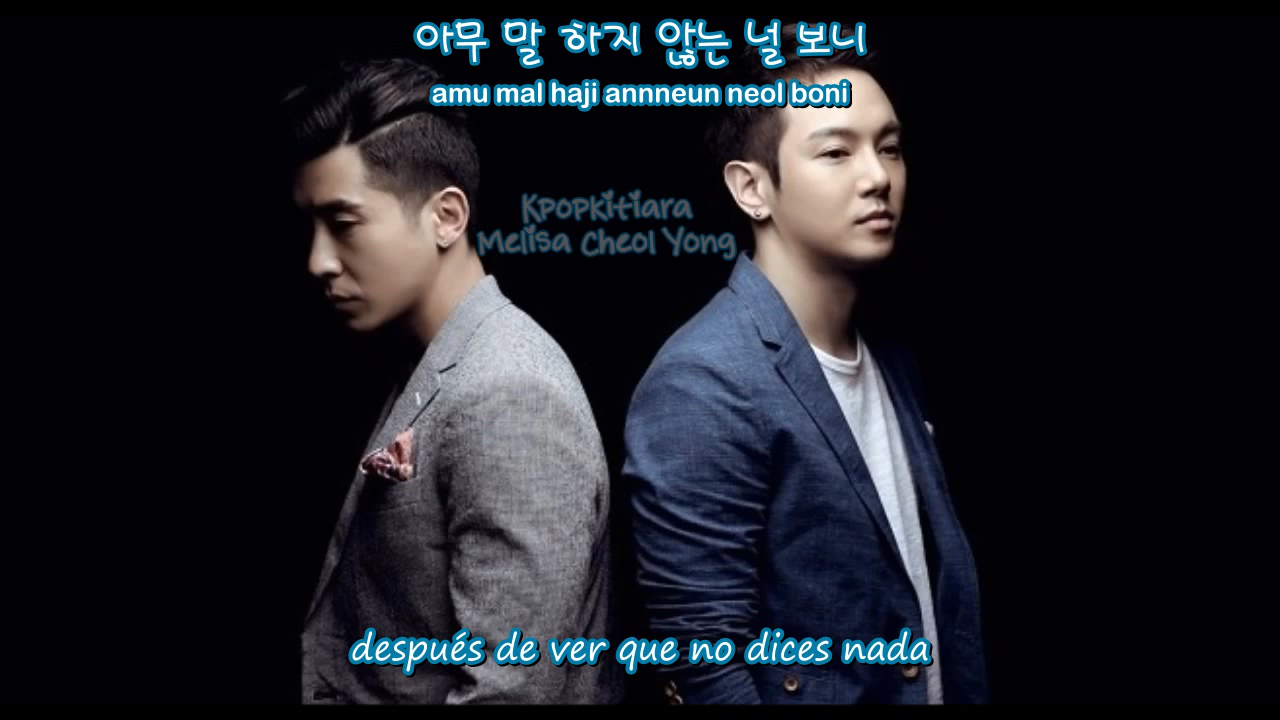 아무 말 하지 않는 널 보니
amu mal haji annneun neol boni
Kpopkitiara
Melisa Cheol Yong
después de ver que no dices nada